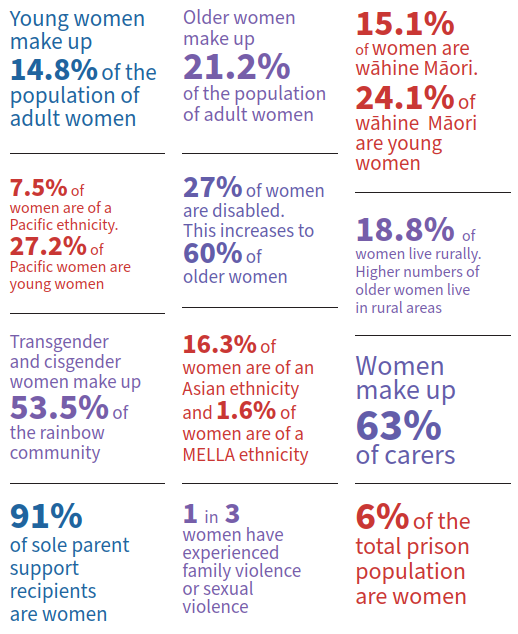 Young women
make up
14.8% of the
population of
adult women
7.5% of
women are of a
Pacific ethnicity.
27.2% of
Pacific women are
young women
Transgender
and cisgender
women make up
53.5% of
the rainbow
community
91%
of sole parent
support
recipients
are women
Older women
make up
21.2%
of the population
of adult women
27% of women
are disabled.
This increases to
60% of
older women
16.3% of
women are of an
Asian ethnicity
and 1.6% of
women are of a
MELLA ethnicity
1 in 3
women have
experienced
family violence
or sexual
violence
15.1%
of women are
wāhine Māori.
24.1% of
wāhine Māori
are young
women
18.8% of
women live rurally.
Higher numbers of
older women live
in rural areas
Women
make up
63%
of carers
6% of the
total prison
population
are women